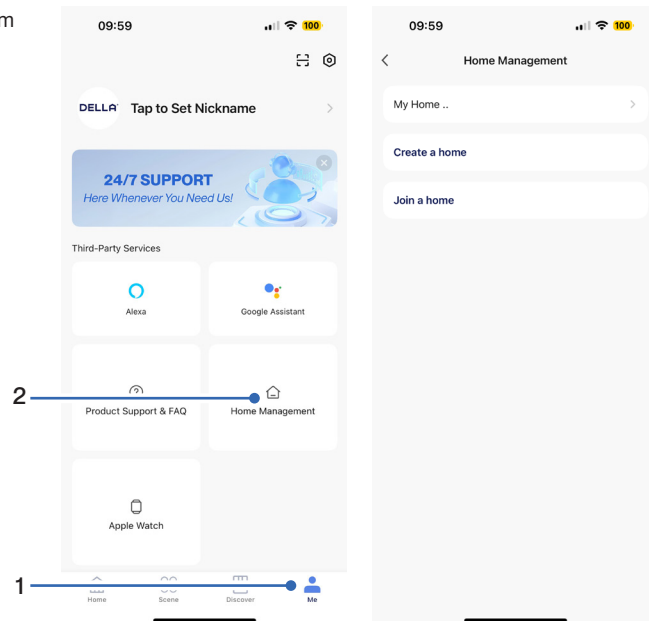 m
09:59
100
DELLA
Tap to Set Nickname
24/7 SUPPORT
Here Whenever You Need Us!
Third-Party Services
Alexa
Google Assistant
2
Product Support & FAQ
Home Management
Apple Watch
1
Home
Scene
Discover
Me
09:59
100
Home Management
My Home ..
Create a home
Join a home